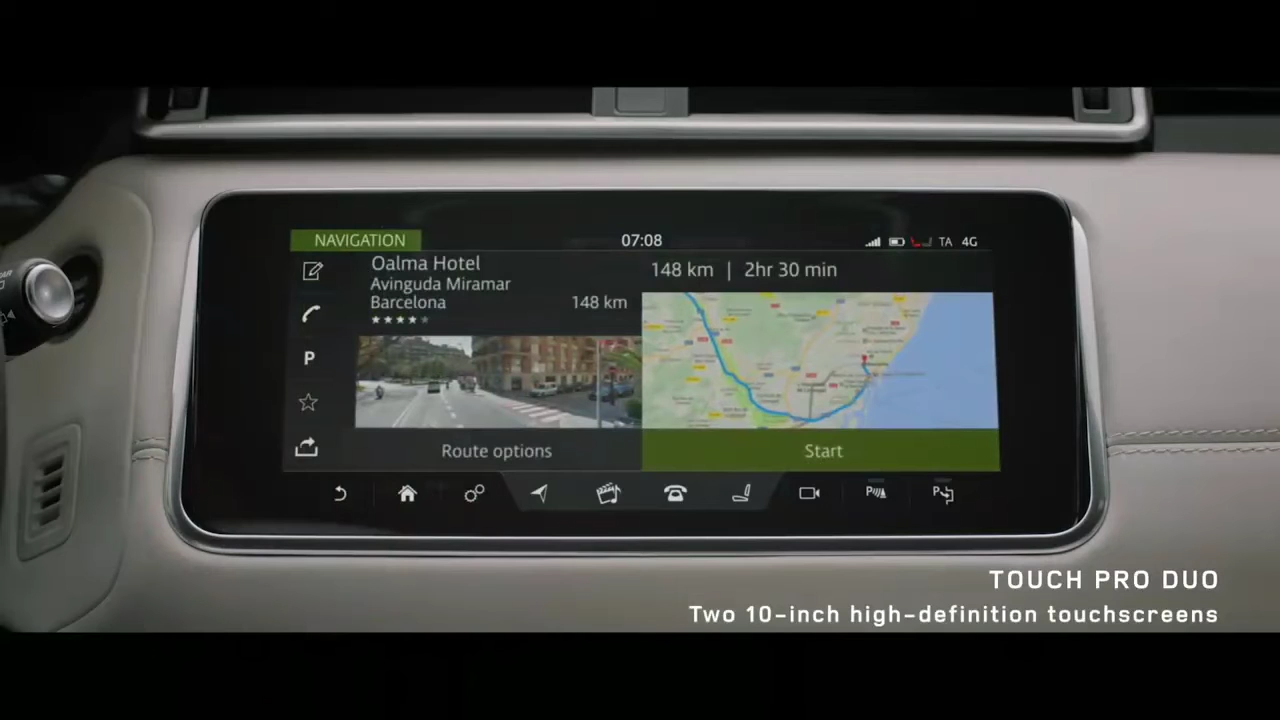 NAVIGATION
07:08
TA 4G
Oalma Hotel
Avinguda Miramar
Barcelona
148 km
148 km | 2hr 30 min
P
Route options
Start
P
P
TOUCH PRO DUO
Two 10-inch high-definition touchscreens